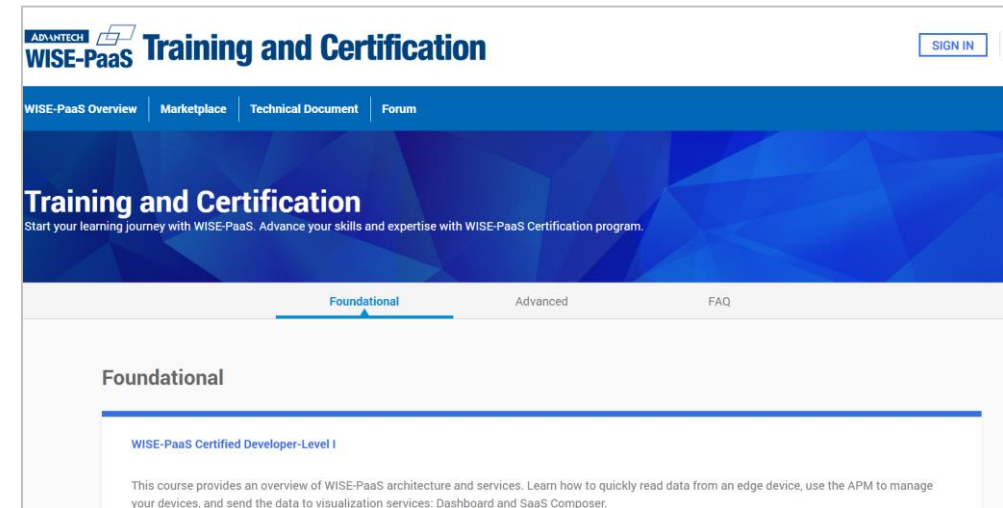 ADVANTECH
WISE-PaaS Training and Certification
SIGN IN
WISE-PaaS Overview Marketplace Technical Document Forum
Training and Certification
Start your learning journey with WISE-PaaS. Advance your skills and expertise with WISE-PaaS Certification program.
Foundational Advanced FAQ
Foundational
WISE-PaaS Certified Developer-Level I
This course provides an overview of WISE-PaaS architecture and services. Learn how to quickly read data from an edge device, use the APM to manage
your devices, and send the data to visualization services: Dashboard and SaaS Composer.